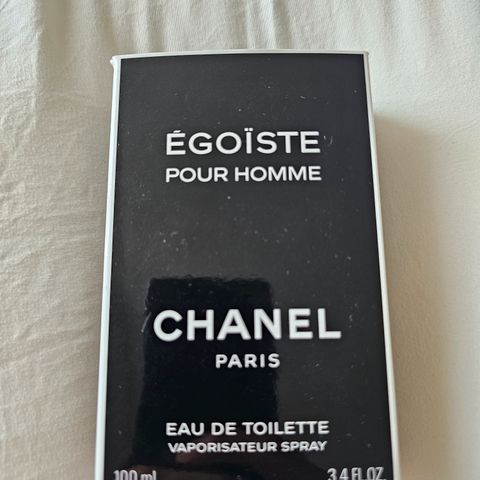 ÉGOÏSTE
POUR HOMME
CHANEL
PARIS
EAU DE TOILETTE
VAPORISATEUR SPRAY
100 ml 3.4 FL. OZ.